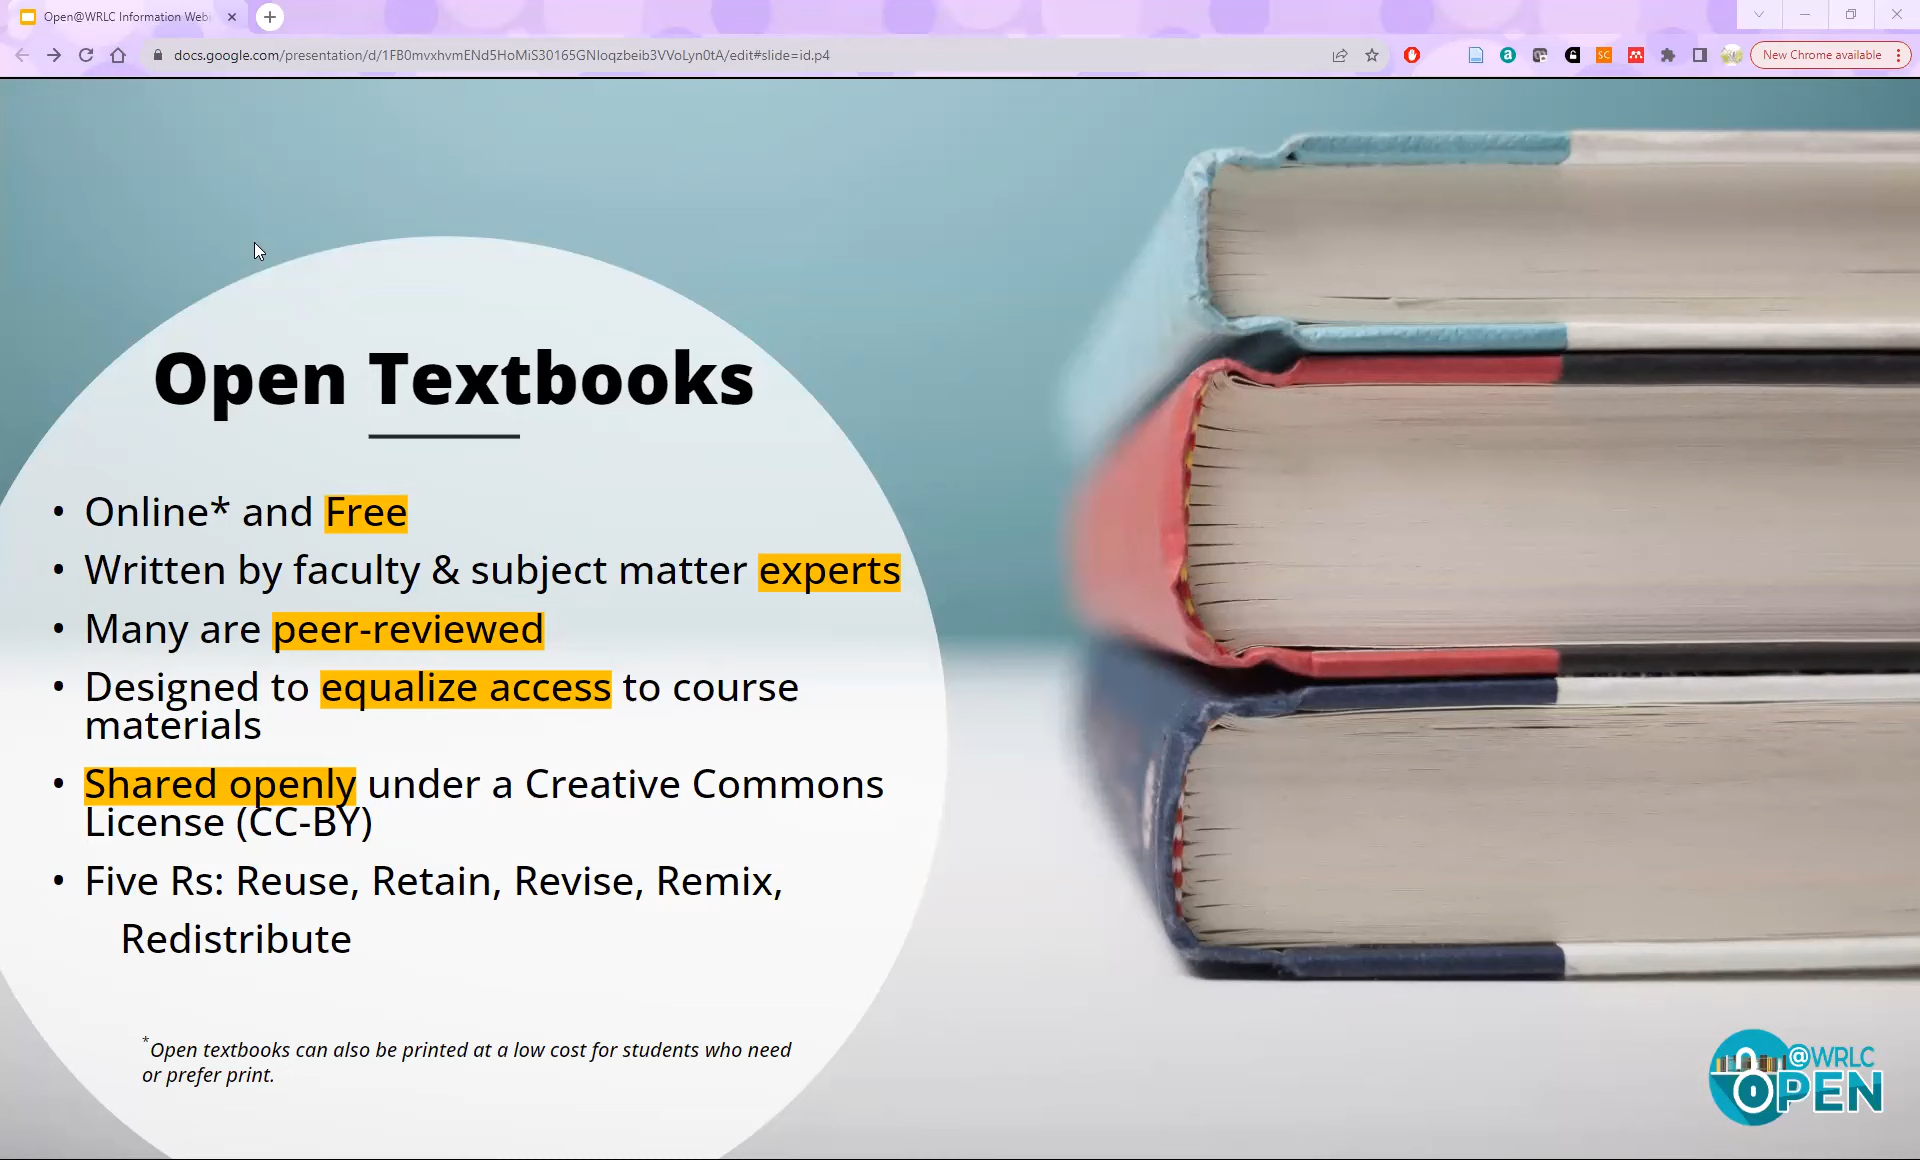 Open@WRLC Information Web
docs.google.com/presentation/d/1FB0mvxhvmENd5HoMiS30165GNloqzbeib3VVoLyn0tA/edit#slide=id.p4
New Chrome available
Open Textbooks
• Online* and Free
• Written by faculty & subject matter experts
• Many are peer-reviewed
• Designed to equalize access to course
materials
• Shared openly under a Creative Commons
License (CC-BY)
• Five Rs: Reuse, Retain, Revise, Remix,
Redistribute
*Open textbooks can also be printed at a low cost for students who need
or prefer print.
@WRLC
OPEN